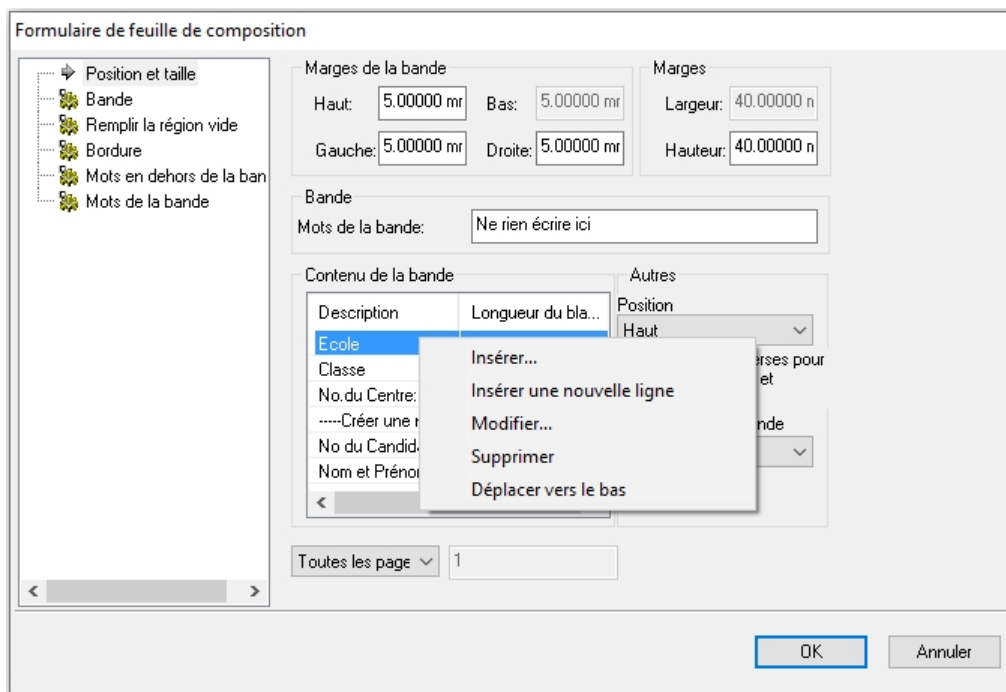 Formulaire de feuille de composition
Position et taille
Bande
Remplir la région vide
Bordure
Mots en dehors de la ban
Mots de la bande
Marges de la bande
Haut: 5.00000 mr Bas: 5.00000 mr
Gauche: 5.00000 mr Droite: 5.00000 mr
Marges
Largeur: 40.00000 n
Hauteur: 40.00000 n
Bande
Mots de la bande: Ne rien écrire ici
Contenu de la bande
Description Longueur du bla...
Ecole
Classe
No.du Centre:
-----Créer une
No du Candid
Nom et Prénor
Autres
Position
Haut
erses pour
et
nde
Insérer...
Insérer une nouvelle ligne
Modifier...
Supprimer
Déplacer vers le bas
Toutes les page 1
OK Annuler